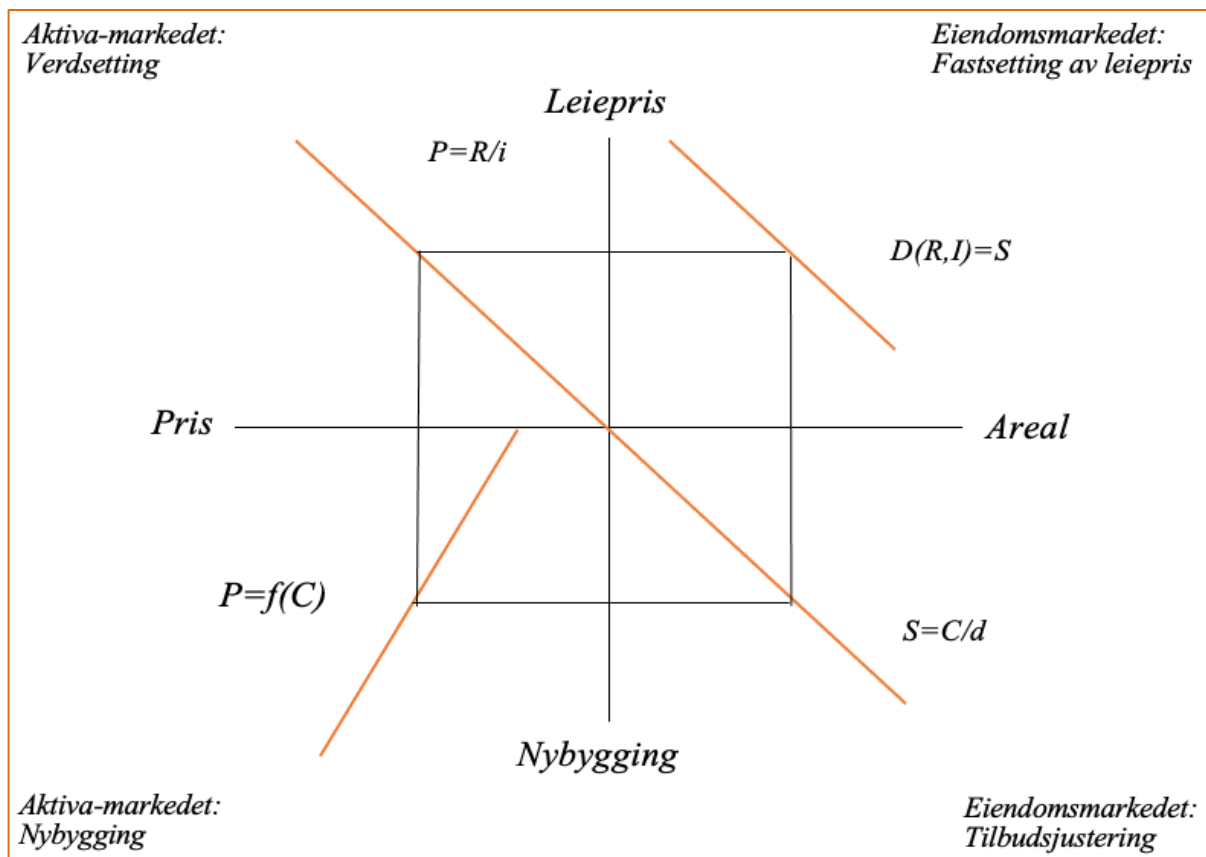 Aktiva-markedet:
Verdsetting
Eiendomsmarkedet:
Fastsetting av leiepris
Leiepris
P=R/i
D(R,I)=S
Pris
Areal
P=f(C)
S=C/d
Nybygging
Aktiva-markedet:
Nybygging
Eiendomsmarkedet:
Tilbudsjustering